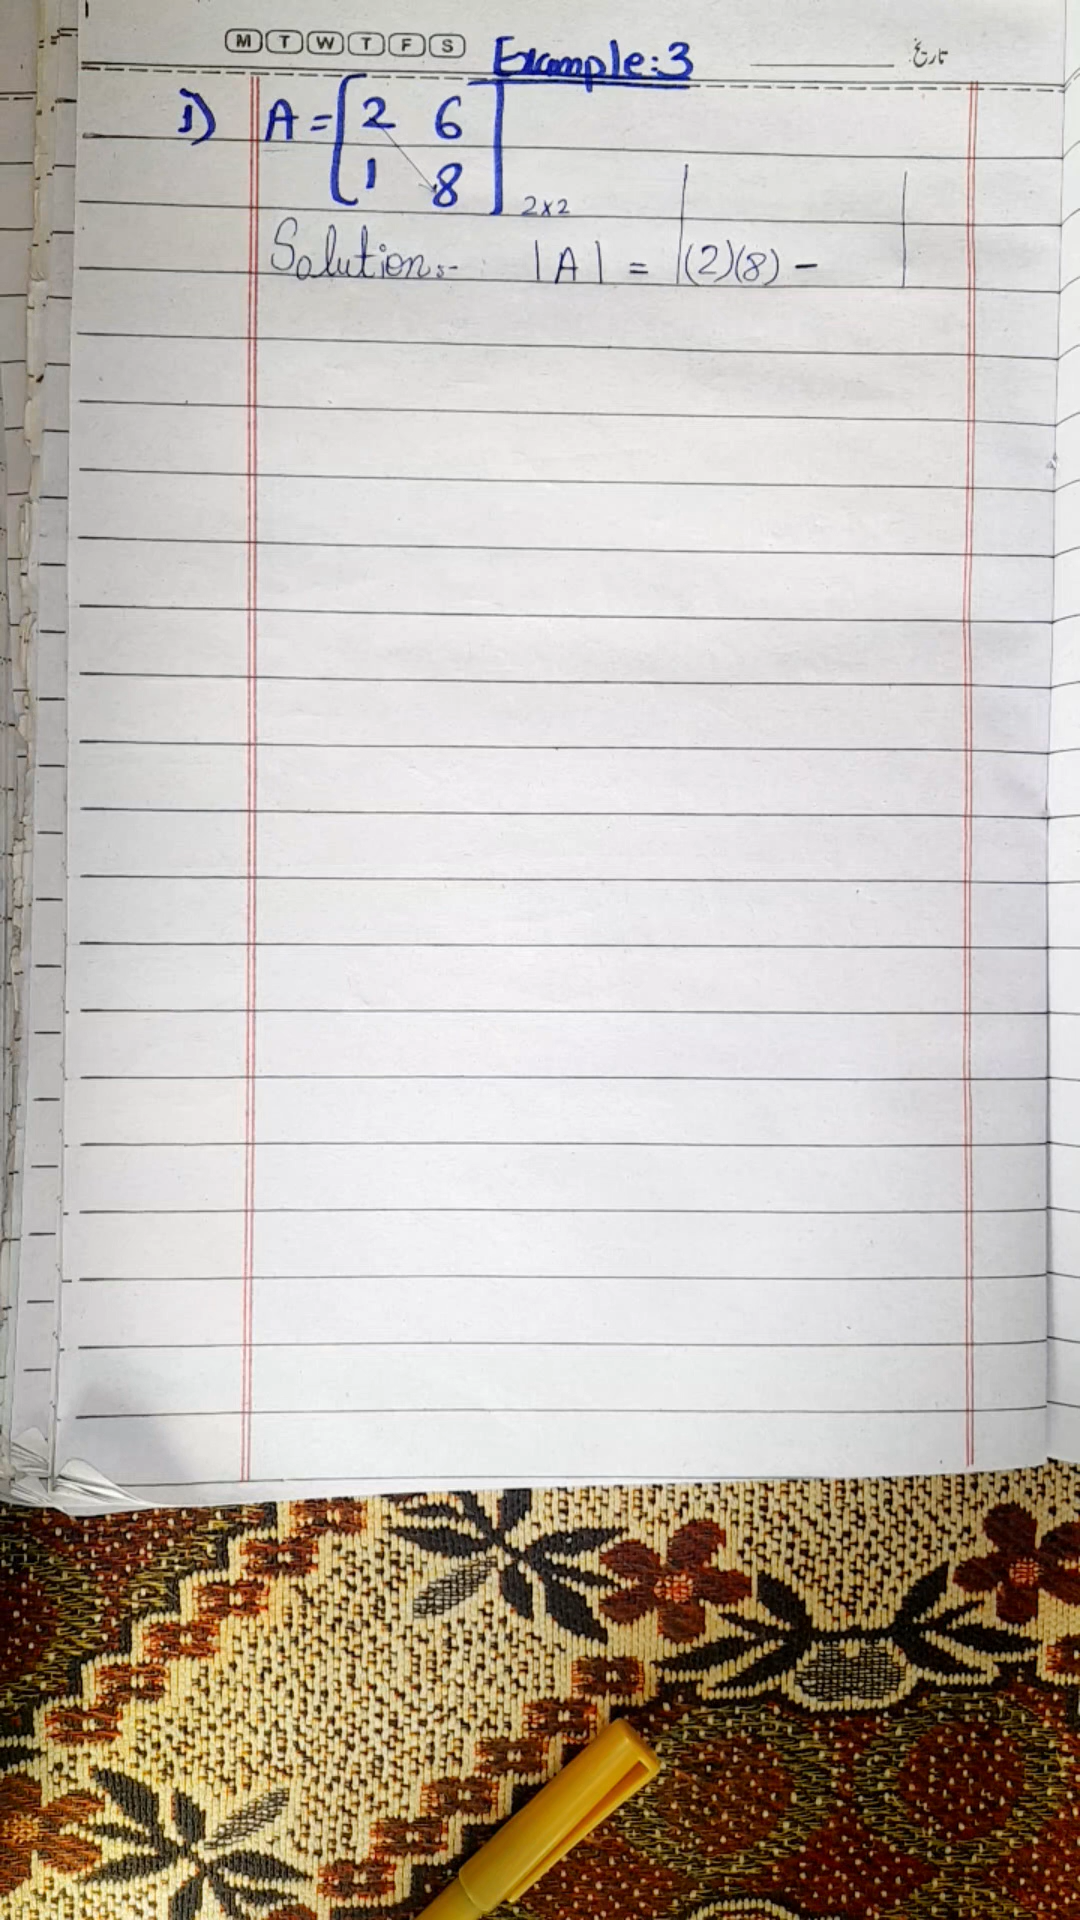 M T W T F S Example:3 تاریخ
1) A = [2 6
1 8] 2x2
Solution:- |A| = |(2)(8) - |